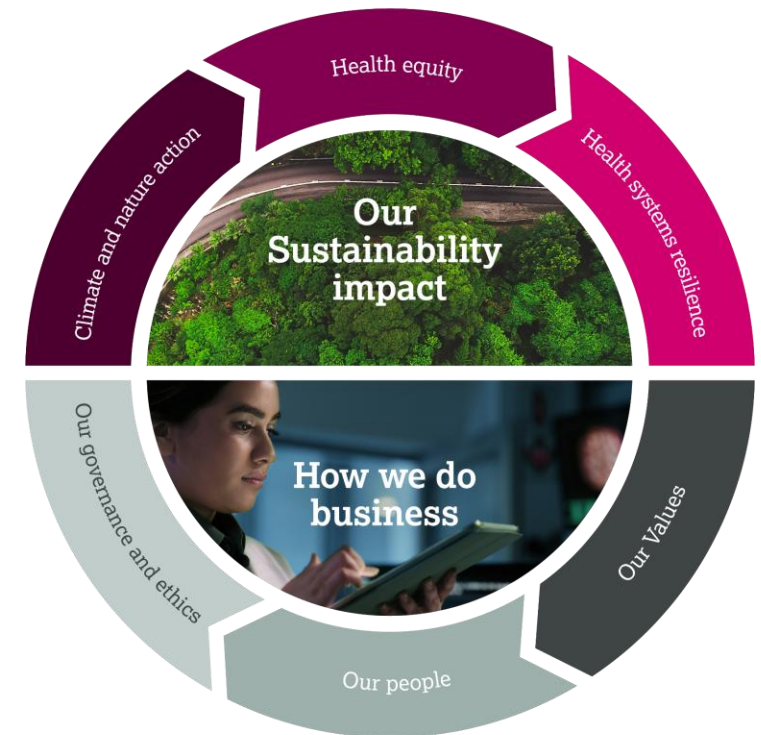 Climate and nature action
Health equity
Health systems resilience
Our
Sustainability
impact
How we do
business
Our Values
Our people
Our governance and ethics